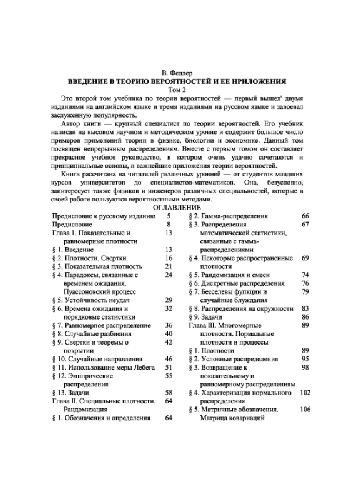 В. Феллер
ВВЕДЕНИЕ В ТЕОРИЮ ВЕРОЯТНОСТЕЙ И ЕЕ ПРИЛОЖЕНИЯ
Том 2
Это второй том учебника по теории вероятностей — первый вышел двумя
изданиями на английском языке и тремя изданиями на русском языке и завоевал
заслуженную популярность.
Автор книги — крупный специалист по теории вероятностей. Его учебник
написан на высоком научном и методическом уровне и содержит большое число
примеров приложений теории в физике, биологии и экономике. Данный том
посвящен непрерывным распределениям. Вместе с первым томом он составляет
прекрасное учебное руководство, в котором очень удачно сочетаются и
принципиальные основы, и важнейшие приложения теории вероятностей.
Книга рассчитана на читателей различных уровней — от студентов младших
курсов университетов до специалистов-математиков. Она, безусловно,
заинтересует также физиков и инженеров различных специальностей, которые в
своей работе пользуются вероятностными методами.
ОГЛАВЛЕНИЕ
Предисловие к русскому изданию 5
Предисловие 8
Глава I. Показательные и 13
равномерные плотности
§ 1. Введение 13
§ 2. Плотности. Свертки 16
§ 3. Показательная плотность 21
§ 4. Парадоксы, связанные с 24
временем ожидания.
Пуассоновский процесс
§ 5. Устойчивость неудач 29
§ 6. Времена ожидания и 32
порядковые статистики
§ 7. Равномерное распределение 36
§ 8. Случайные разбиения 40
§ 9. Свертки и теоремы о 42
покрытии
§ 10. Случайные направления 46
§ 11. Использование меры Лебега 51
§ 12. Эмпирические 55
распределения
§ 13. Задачи 58
Глава II. Специальные плотности. 64
Рандомизация
§ 1. Обозначения и определения 64
§ 2. Гамма-распределения 66
§ 3. Распределения 67
математической статистики,
связанные с гамма-
распределениями
§ 4. Некоторые распространенные 69
плотности
§ 5. Рандомизация и смеси 74
§ 6. Дискретные распределения 76
§ 7. Бесселевы функции и 79
случайные блуждания
§ 8. Распределения на окружности 83
§ 9. Задачи 86
Глава III. Многомерные 89
плотности. Нормальные
плотности и процессы
§ 1. Плотности 89
§ 2. Условные распределения 95
§ 3. Возвращение к 98
показательному и
равномерному распределениям
§ 4. Характеризация нормального 102
распределения
§ 5. Матричные обозначения. 106
Матрица ковариаций